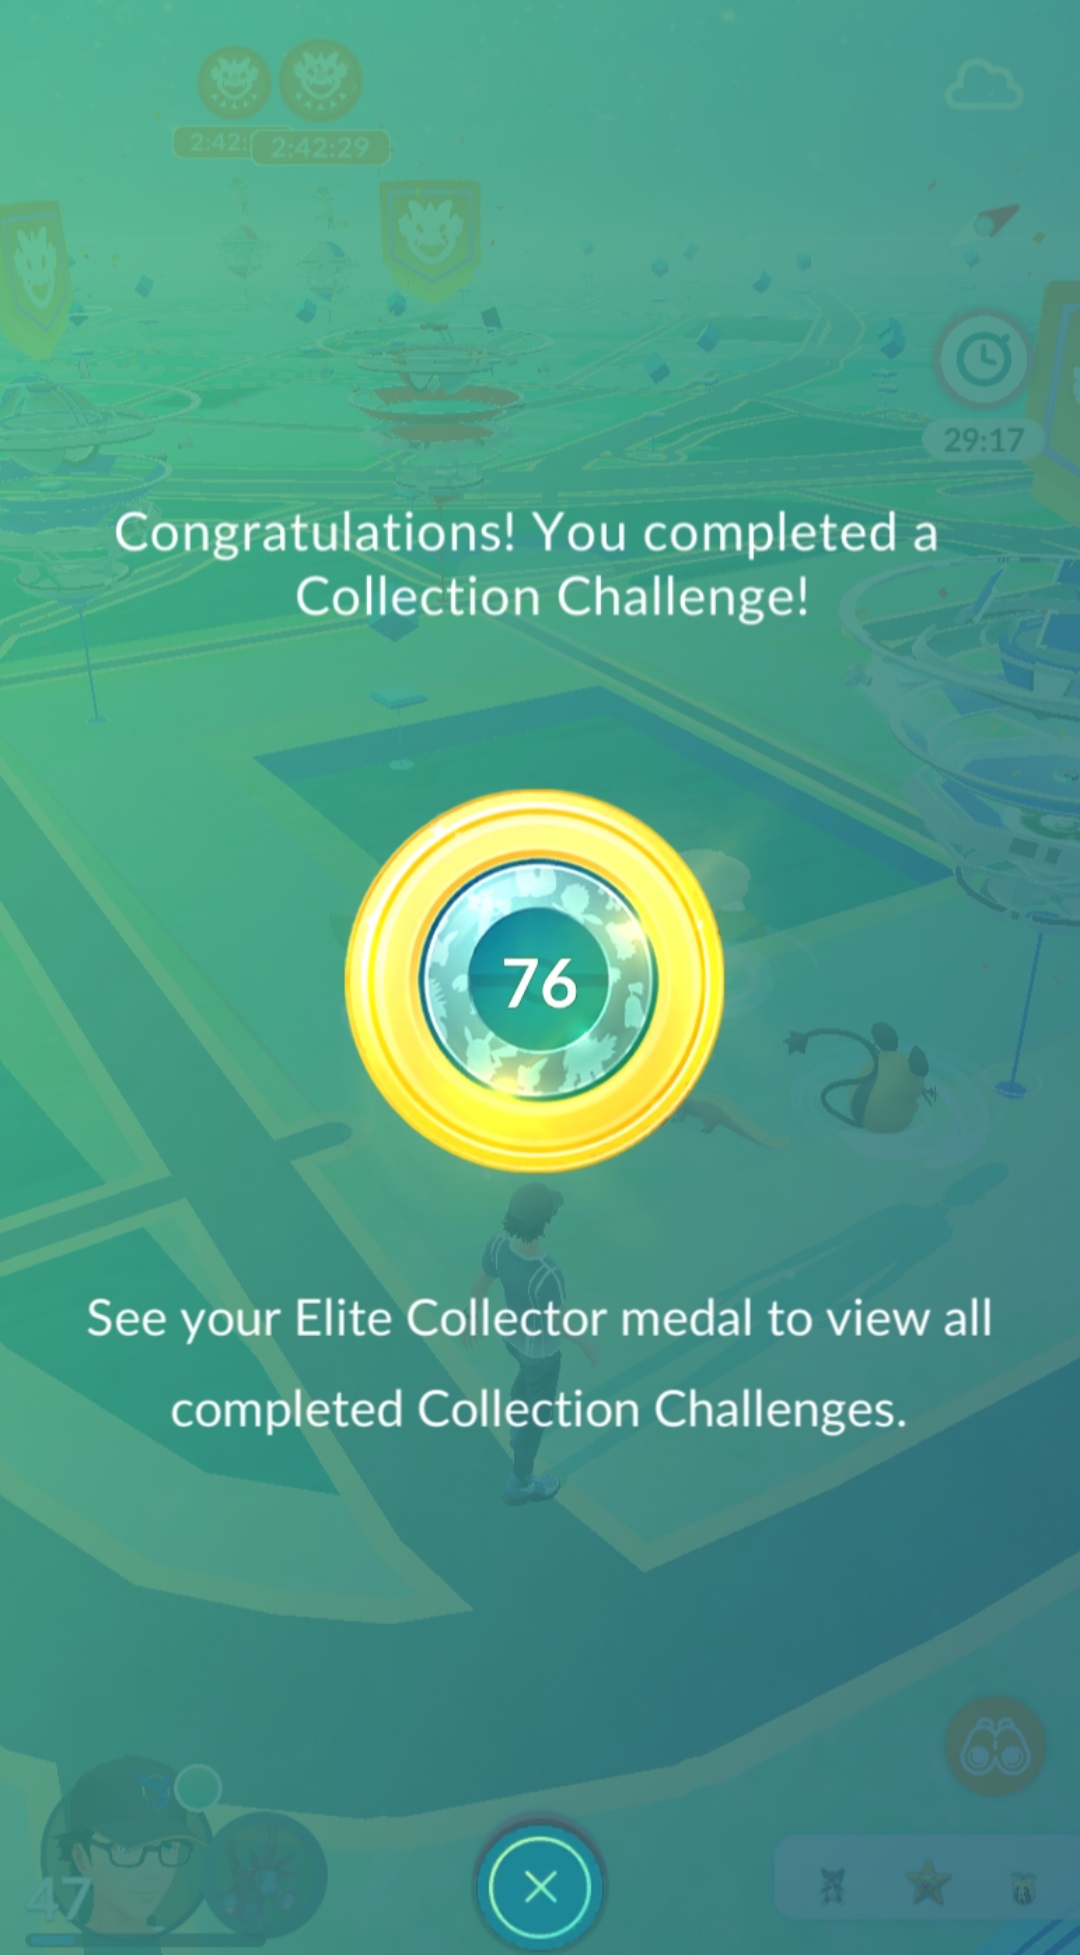 2:42:
2:42:29
29:17
Congratulations! You completed a
Collection Challenge!
76
See your Elite Collector medal to view all
completed Collection Challenges.
47